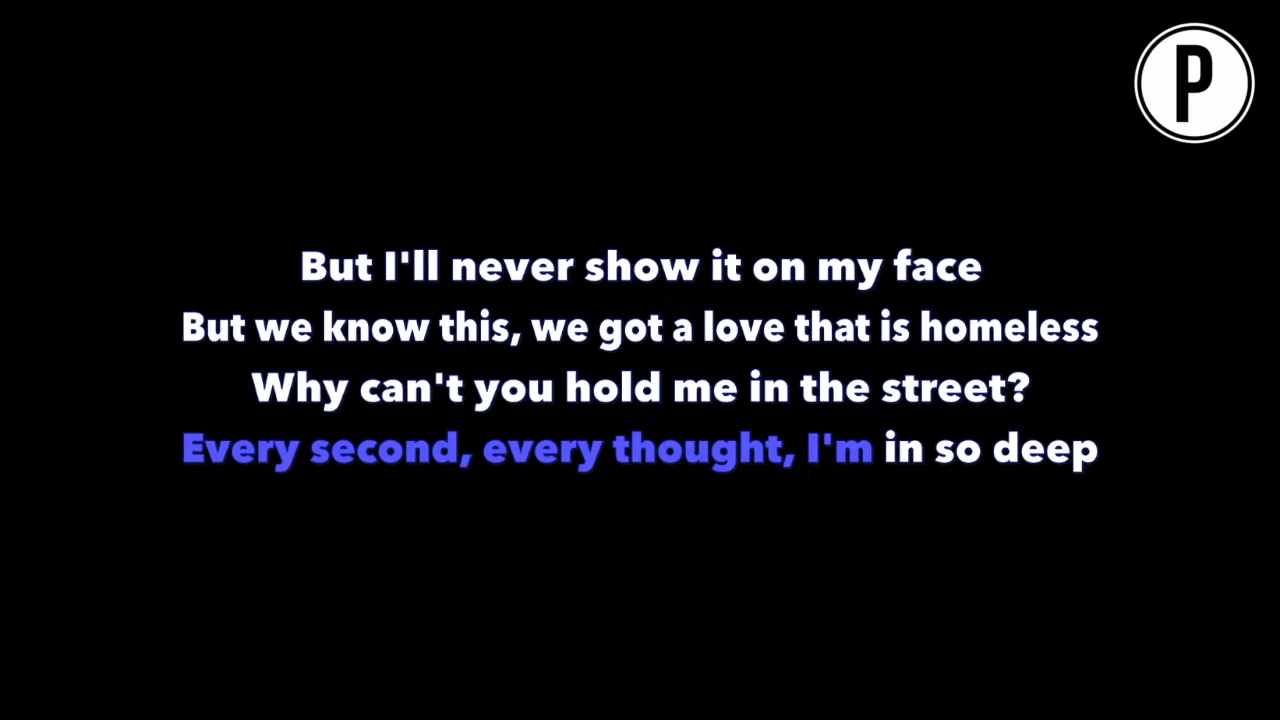 P
But I'll never show it on my face
But we know this, we got a love that is homeless
Why can't you hold me in the street?
Every second, every thought, I'm in so deep